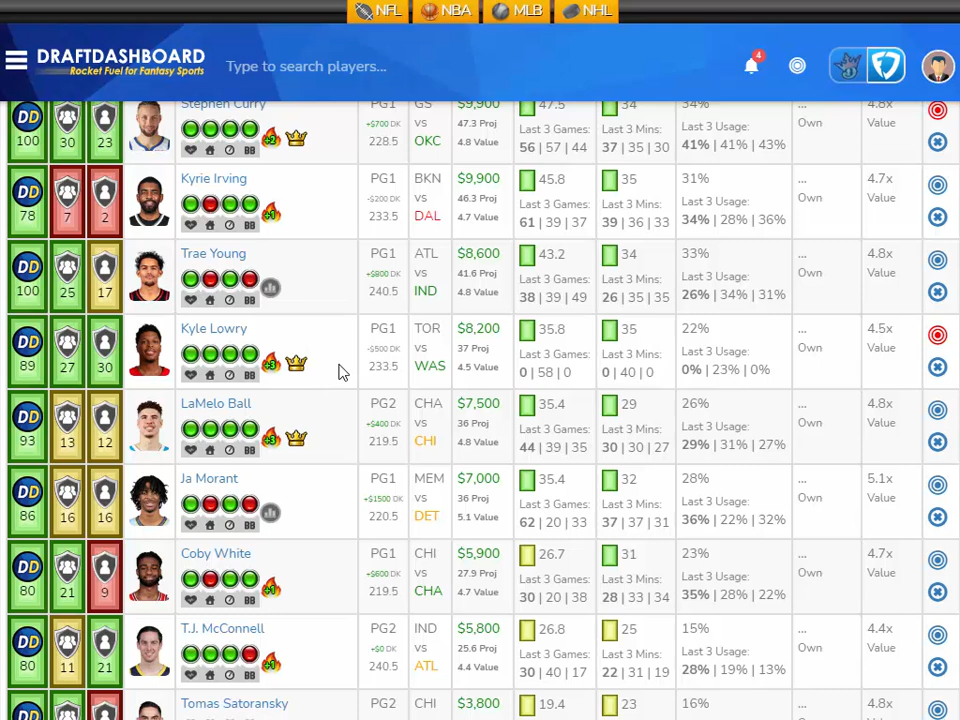 NFL NBA MLB NHL
DRAFTDASHBOARD
Rocket Fuel for Fantasy Sports
Type to search players...
4
Stephen Curry PG1 GS $9,900 47.5 34 34% ... 4.8x
DD 100 30 23 +2 +$700 DK VS 47.3 Proj Last 3 Games: Last 3 Mins: Last 3 Usage: Own Value
BB 228.5 OKC 4.8 Value 56 | 57 | 44 37 | 35 | 30 41% | 41% | 43%
Kyrie Irving PG1 BKN $9,900 45.8 35 31% ... 4.7x
DD 78 7 2 +1 -$200 DK VS 46.3 Proj Last 3 Games: Last 3 Mins: Last 3 Usage: Own Value
BB 233.5 DAL 4.7 Value 61 | 39 | 37 39 | 36 | 33 34% | 28% | 36%
Trae Young PG1 ATL $8,600 43.2 34 33% ... 4.8x
DD 100 25 17 +$800 DK VS 41.6 Proj Last 3 Games: Last 3 Mins: Last 3 Usage: Own Value
BB 240.5 IND 4.8 Value 38 | 39 | 49 26 | 35 | 35 26% | 34% | 31%
Kyle Lowry PG1 TOR $8,200 35.8 35 22% ... 4.5x
DD 89 27 30 +3 -$500 DK VS 37 Proj Last 3 Games: Last 3 Mins: Last 3 Usage: Own Value
BB 233.5 WAS 4.5 Value 0 | 58 | 0 0 | 40 | 0 0% | 23% | 0%
LaMelo Ball PG2 CHA $7,500 35.4 29 26% ... 4.8x
DD 93 13 12 +3 +$400 DK VS 36 Proj Last 3 Games: Last 3 Mins: Last 3 Usage: Own Value
BB 219.5 CHI 4.8 Value 44 | 39 | 35 30 | 30 | 27 29% | 31% | 27%
Ja Morant PG1 MEM $7,000 35.4 32 28% ... 5.1x
DD 86 16 16 +$1500 DK VS 36 Proj Last 3 Games: Last 3 Mins: Last 3 Usage: Own Value
BB 220.5 DET 5.1 Value 62 | 20 | 33 37 | 37 | 31 36% | 22% | 32%
Coby White PG1 CHI $5,900 26.7 31 23% ... 4.7x
DD 80 21 9 +1 +$600 DK VS 27.9 Proj Last 3 Games: Last 3 Mins: Last 3 Usage: Own Value
BB 219.5 CHA 4.7 Value 30 | 20 | 38 28 | 33 | 34 35% | 28% | 22%
T.J. McConnell PG2 IND $5,800 26.8 25 15% ... 4.4x
DD 80 11 21 +1 +$0 DK VS 25.6 Proj Last 3 Games: Last 3 Mins: Last 3 Usage: Own Value
BB 240.5 ATL 4.4 Value 30 | 40 | 17 22 | 31 | 19 28% | 19% | 13%
Tomas Satoransky PG2 CHI $3,800 19.4 23 16% ... 4.8x